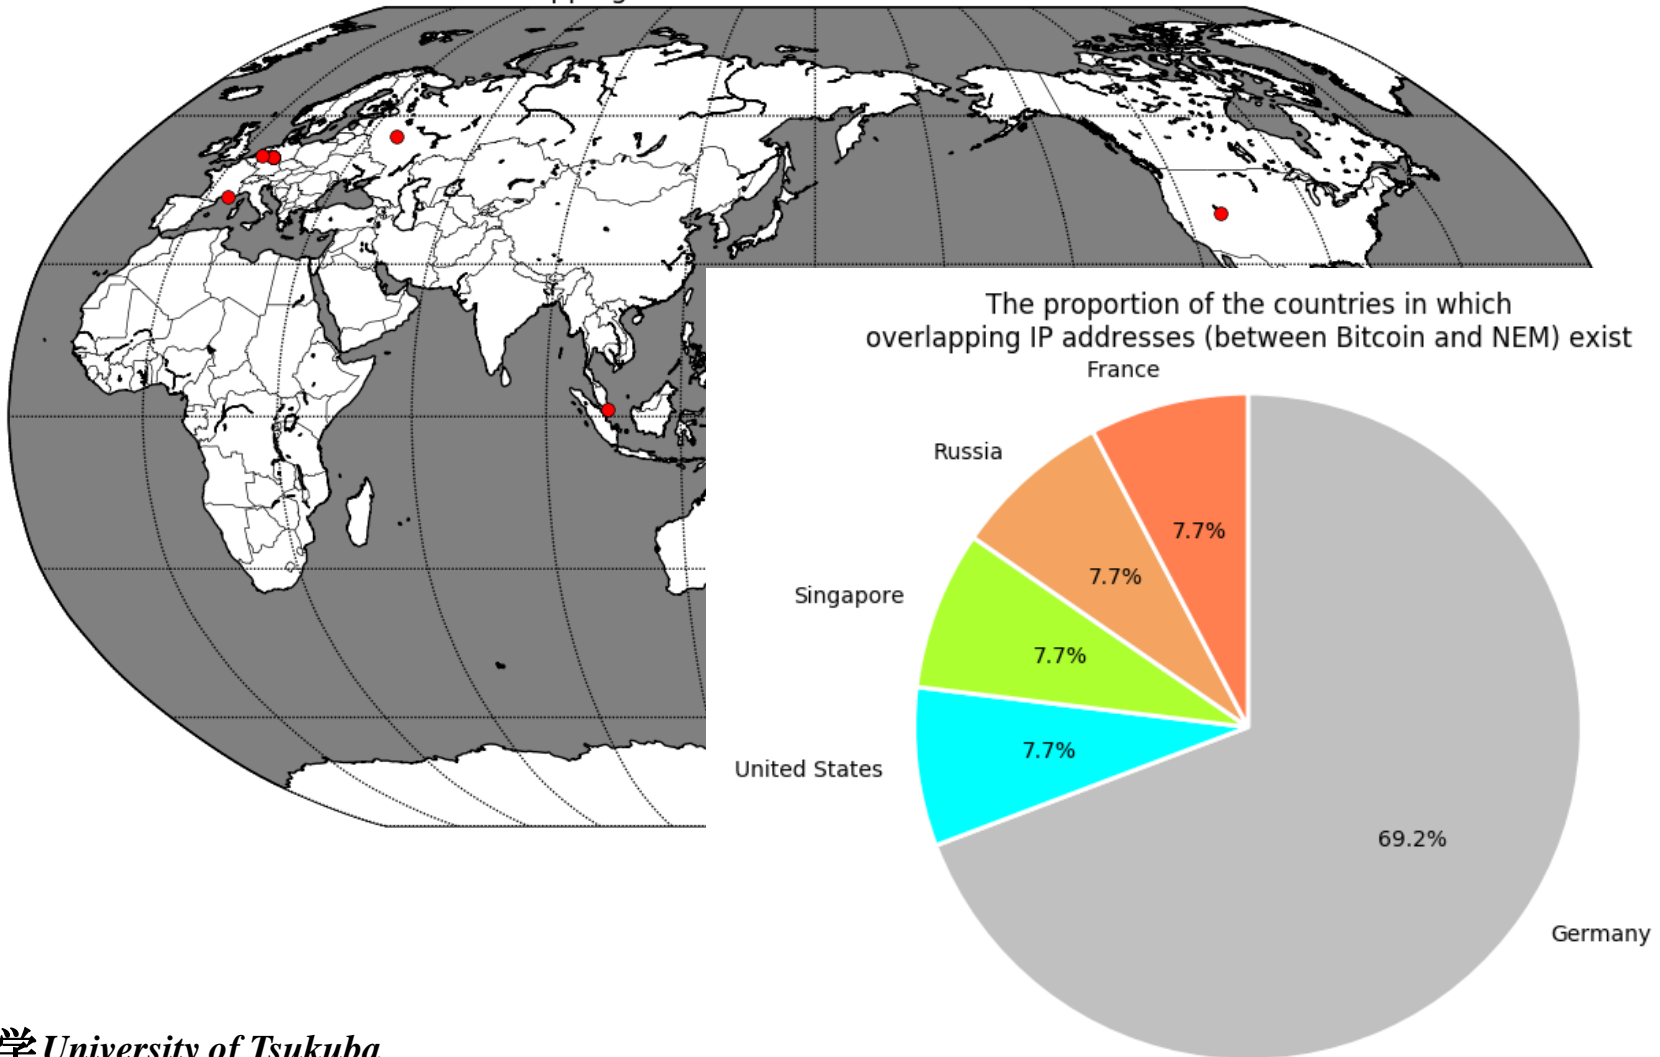 The proportion of the countries in which
overlapping IP addresses (between Bitcoin and NEM) exist
France
Russia
7.7%
7.7%
Singapore
7.7%
United States
7.7%
69.2%
Germany
学 University of Tsukuba